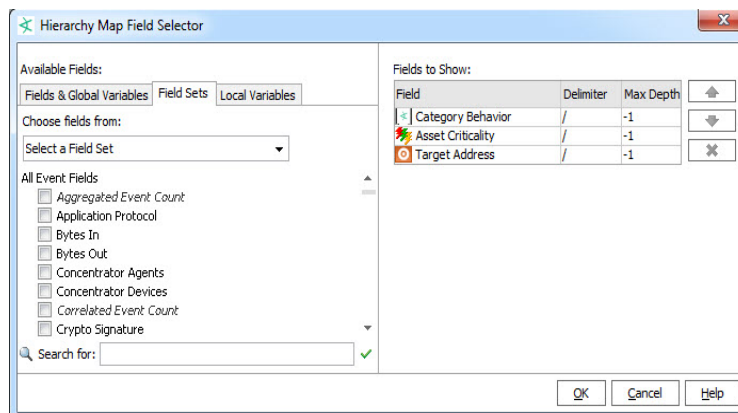 Hierarchy Map Field Selector
Available Fields:
Fields & Global Variables Field Sets Local Variables
Choose fields from:
Select a Field Set
All Event Fields
Aggregated Event Count
Application Protocol
Bytes In
Bytes Out
Concentrator Agents
Concentrator Devices
Correlated Event Count
Crypto Signature
Search for:
Fields to Show:
Field Delimiter Max Depth
Category Behavior / -1
Asset Criticality / -1
Target Address / -1
OK Cancel Help